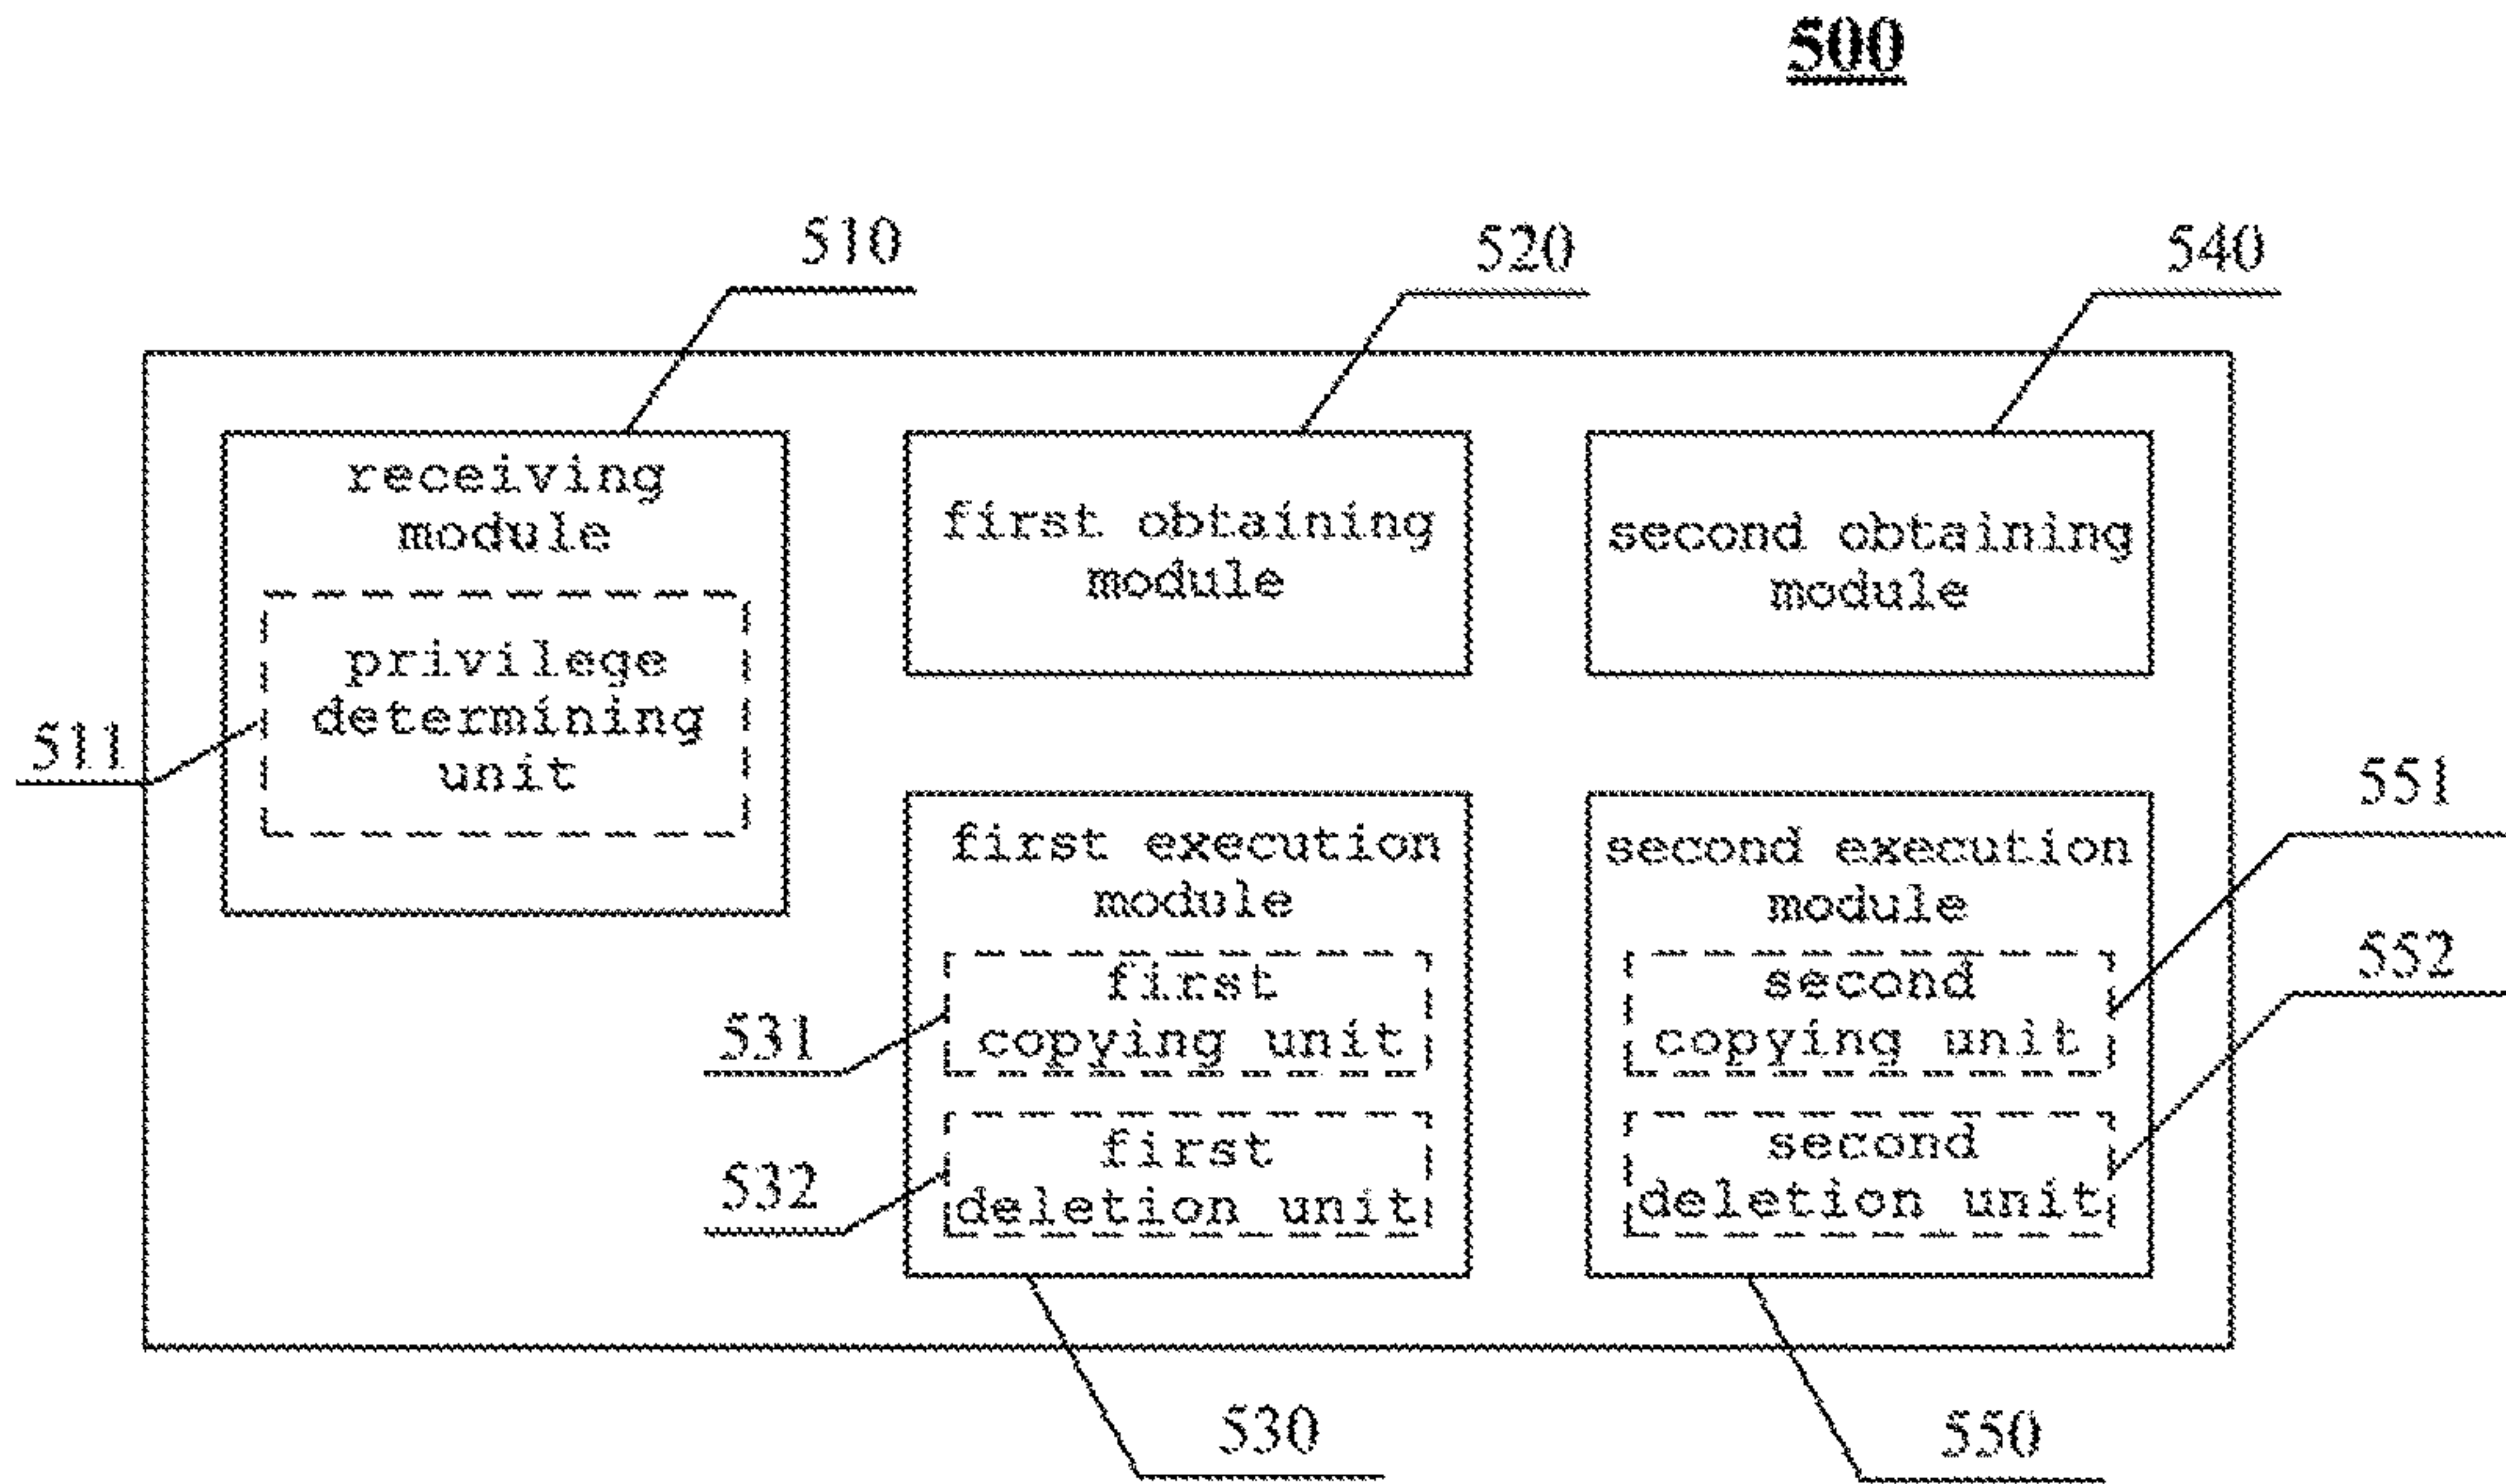 500
510
520
540
receiving
module
privilege
determining
unit
511
first obtaining
module
second obtaining
module
first execution
module
first
copying unit
first
deletion unit
531
532
second execution
module
second
copying unit
second
deletion unit
551
552
530
550